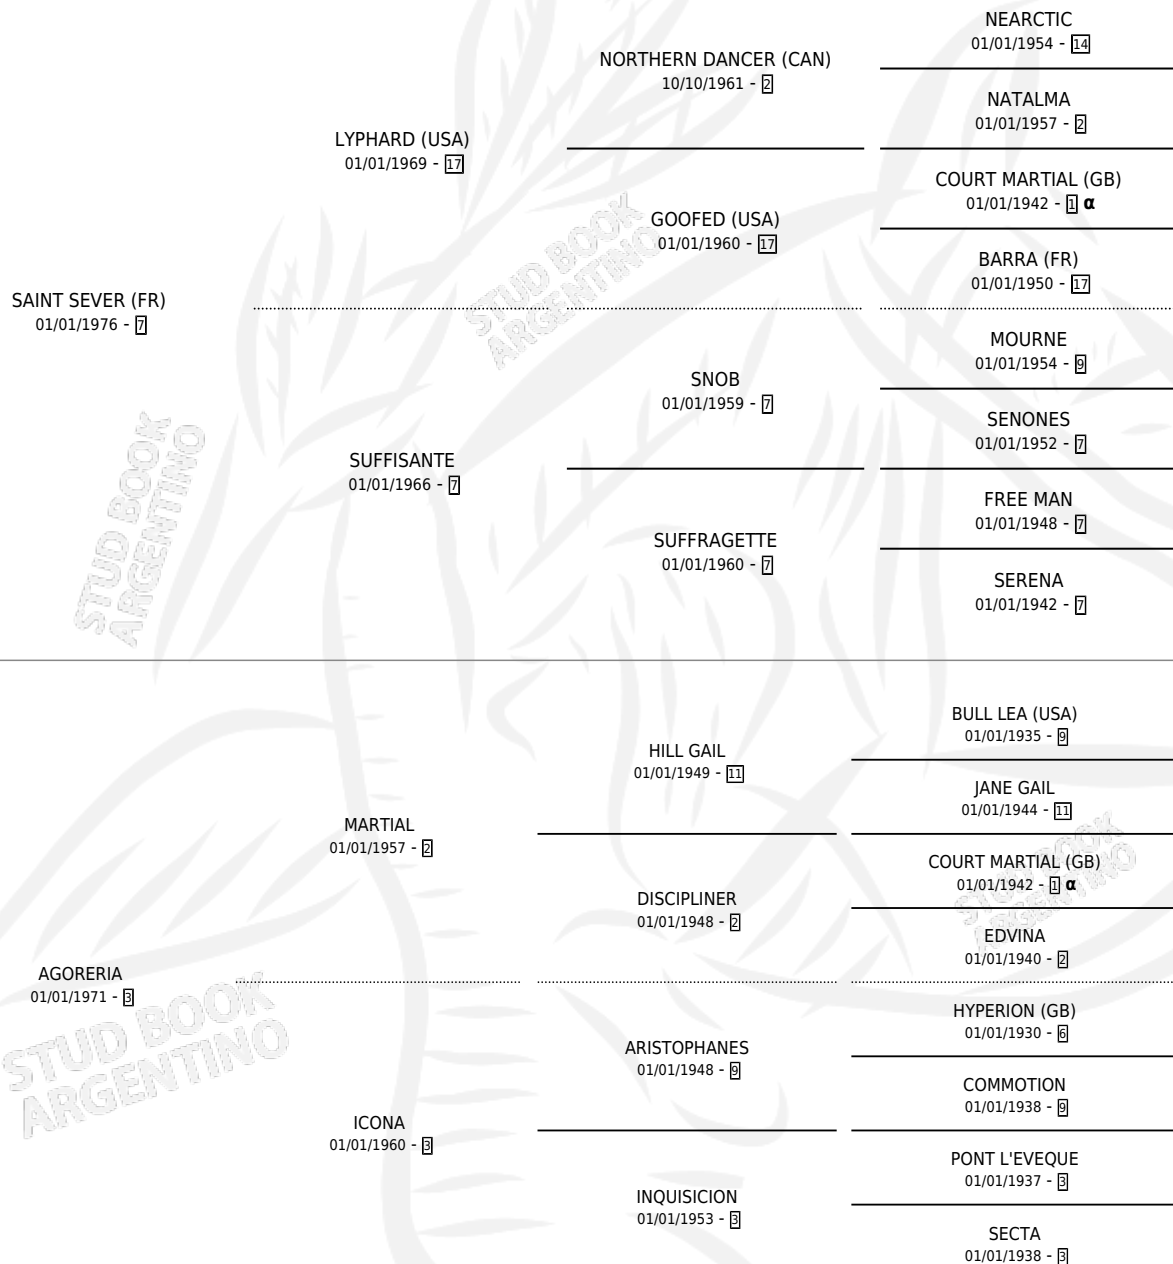 NEARCTIC
01/01/1954 - 14
NORTHERN DANCER (CAN)
10/10/1961 - 2
NATALMA
01/01/1957 - 2
LYPHARD (USA)
01/01/1969 - 17
COURT MARTIAL (GB)
01/01/1942 - 1 α
GOOFED (USA)
01/01/1960 - 17
BARRA (FR)
01/01/1950 - 17
SAINT SEVER (FR)
01/01/1976 - 7
STUD BOOK
ARGENTINO
MOURNE
01/01/1954 - 9
SNOB
01/01/1959 - 7
SENONES
01/01/1952 - 7
SUFFISANTE
01/01/1966 - 7
FREE MAN
01/01/1948 - 7
SUFFRAGETTE
01/01/1960 - 7
SERENA
01/01/1942 - 7
STUD BOOK
ARGENTINO
BULL LEA (USA)
01/01/1935 - 9
HILL GAIL
01/01/1949 - 11
JANE GAIL
01/01/1944 - 11
MARTIAL
01/01/1957 - 2
COURT MARTIAL (GB)
01/01/1942 - 1 α
DISCIPLINER
01/01/1948 - 2
EDVINA
01/01/1940 - 2
STUD BOOK
ARGENTINO
AGORERIA
01/01/1971 - 3
HYPERION (GB)
01/01/1930 - 6
ARISTOPHANES
01/01/1948 - 9
COMMOTION
01/01/1938 - 9
STUD BOOK
ARGENTINO
ICONA
01/01/1960 - 3
PONT L'EVEQUE
01/01/1937 - 3
INQUISICION
01/01/1953 - 3
SECTA
01/01/1938 - 3